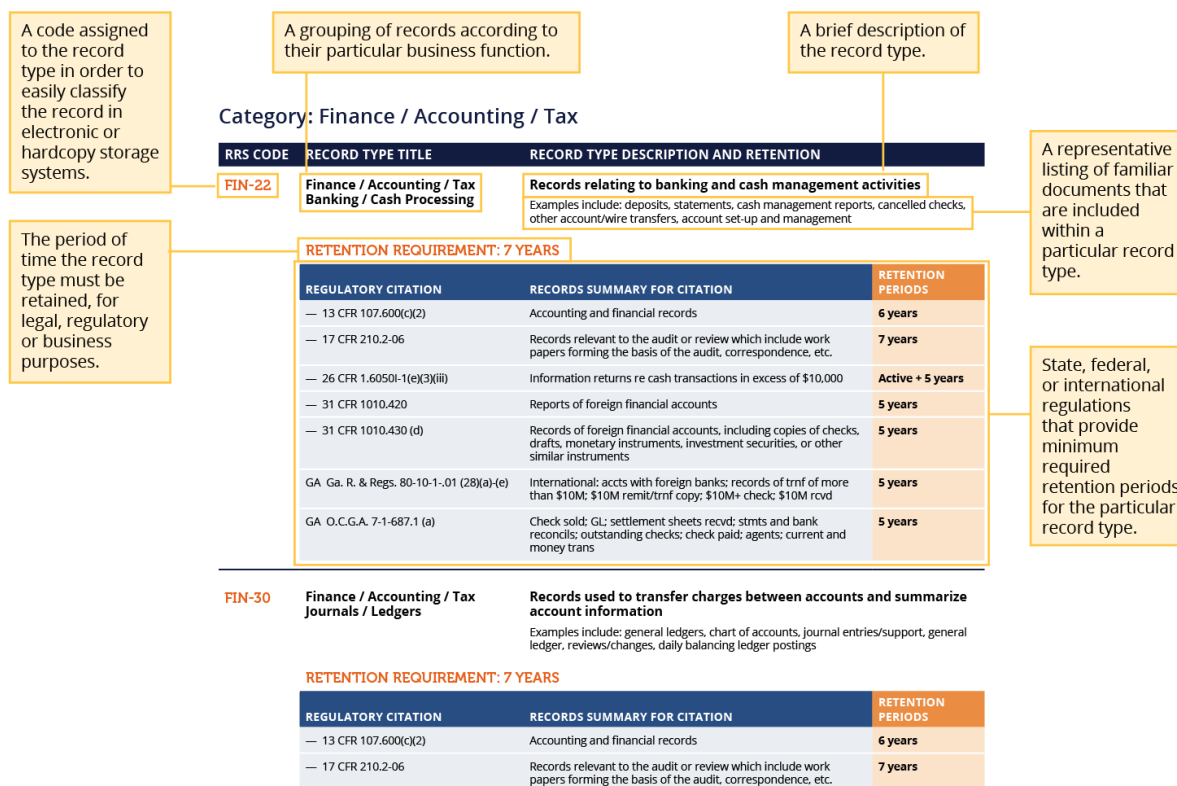 A code assigned
to the record
type in order to
easily classify
the record in
electronic or
hardcopy storage
systems.
A grouping of records according to
their particular business function.
A brief description of
the record type.
Category: Finance / Accounting / Tax
RRS CODE RECORD TYPE TITLE RECORD TYPE DESCRIPTION AND RETENTION
FIN-22 Finance / Accounting / Tax Records relating to banking and cash management activities
Banking / Cash Processing
Examples include: deposits, statements, cash management reports, cancelled checks,
other account/wire transfers, account set-up and management
A representative
listing of familiar
documents that
are included
within a
particular record
type.
The period of
time the record
type must be
retained, for
legal, regulatory
or business
purposes.
RETENTION REQUIREMENT: 7 YEARS
REGULATORY CITATION RECORDS SUMMARY FOR CITATION RETENTION
PERIODS
— 13 CFR 107.600(c)(2) Accounting and financial records 6 years
— 17 CFR 210.2-06 Records relevant to the audit or review which include work 7 years
papers forming the basis of the audit, correspondence, etc.
— 26 CFR 1.6050I-1(e)(3)(iii) Information returns re cash transactions in excess of $10,000 Active + 5 years
— 31 CFR 1010.420 Reports of foreign financial accounts 5 years
— 31 CFR 1010.430 (d) Records of foreign financial accounts, including copies of checks, 5 years
drafts, monetary instruments, investment securities, or other
similar instruments
GA Ga. R. & Regs. 80-10-1-.01 (28)(a)-(e) International: accts with foreign banks; records of trnf of more 5 years
than $10M; $10M remit/trnf copy; $10M+ check; $10M rcvd
GA O.C.G.A. 7-1-687.1 (a) Check sold; GL; settlement sheets recvd; stmts and bank 5 years
reconcils; outstanding checks; check paid; agents; current and
money trans
State, federal,
or international
regulations
that provide
minimum
required
retention periods
for the particular
record type.
FIN-30 Finance / Accounting / Tax Records used to transfer charges between accounts and summarize
Journals / Ledgers account information
Examples include: general ledgers, chart of accounts, journal entries/support, general
ledger, reviews/changes, daily balancing ledger postings
RETENTION REQUIREMENT: 7 YEARS
REGULATORY CITATION RECORDS SUMMARY FOR CITATION RETENTION
PERIODS
— 13 CFR 107.600(c)(2) Accounting and financial records 6 years
— 17 CFR 210.2-06 Records relevant to the audit or review which include work 7 years
papers forming the basis of the audit, correspondence, etc.